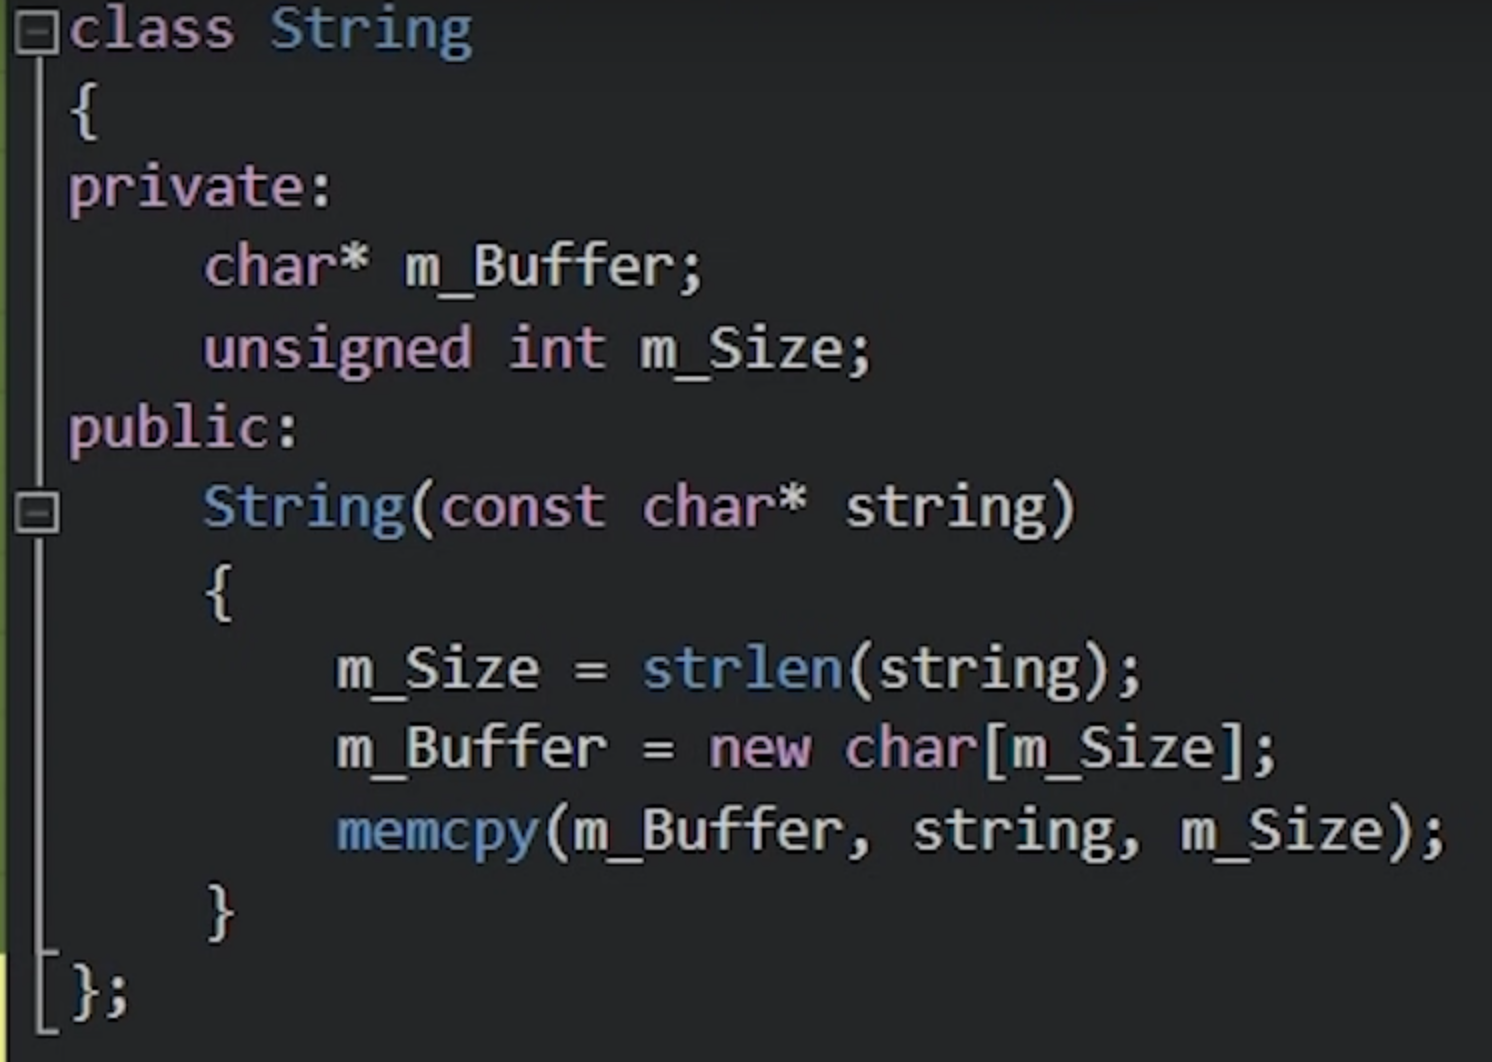 class String
{
private:
    char* m_Buffer;
    unsigned int m_Size;
public:
    String(const char* string)
    {
        m_Size = strlen(string);
        m_Buffer = new char[m_Size];
        memcpy(m_Buffer, string, m_Size);
    }
};